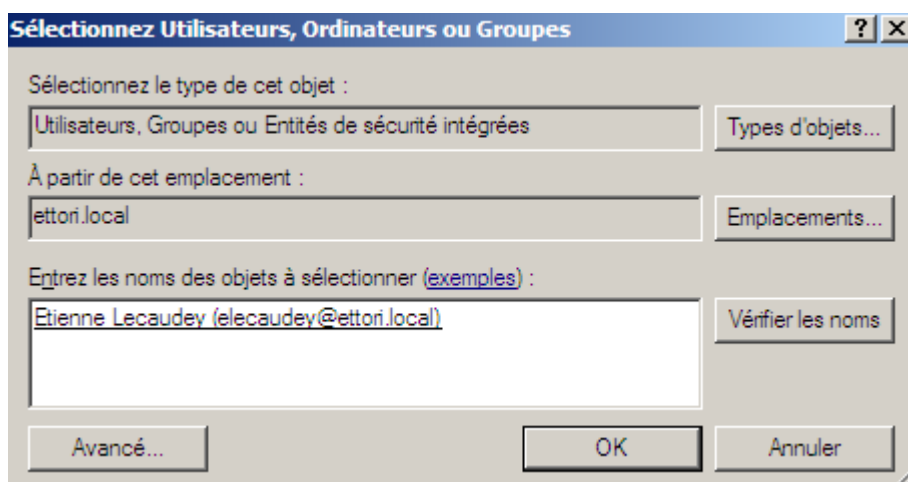 Sélectionnez Utilisateurs, Ordinateurs ou Groupes
Sélectionnez le type de cet objet :
Utilisateurs, Groupes ou Entités de sécurité intégrées
Types d'objets...
À partir de cet emplacement :
ettori.local
Emplacements...
Entrez les noms des objets à sélectionner (exemples) :
Etienne Lecaudey (elecaudey@ettori.local)
Vérifier les noms
Avancé...
OK
Annuler